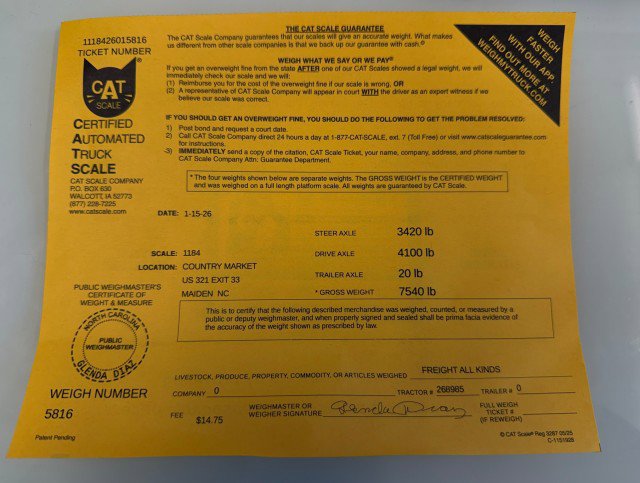 1118426015816
TICKET NUMBER
CAT
SCALE
CERTIFIED
AUTOMATED
TRUCK
SCALE
CAT SCALE COMPANY
P.O. BOX 630
WALCOTT, IA 52773
(877) 228-7225
www.catscale.com
THE CAT SCALE GUARANTEE
The CAT Scale Company guarantees that our scales will give an accurate weight. What makes
us different from other scale companies is that we back up our guarantee with cash.®
WEIGH WHAT WE SAY OR WE PAY®
If you get an overweight fine from the state AFTER one of our CAT Scales showed a legal weight, we will
immediately check our scale and we will:
(1) Reimburse you for the cost of the overweight fine if our scale is wrong, OR
(2) A representative of CAT Scale Company will appear in court WITH the driver as an expert witness if we
believe our scale was correct.
WEIGH
FASTER
WITH OUR APP.
FIND OUT MORE AT
WEIGHMYTRUCK.COM
IF YOU SHOULD GET AN OVERWEIGHT FINE, YOU SHOULD DO THE FOLLOWING TO GET THE PROBLEM RESOLVED:
1) Post bond and request a court date.
2) Call CAT Scale Company direct 24 hours a day at 1-877-CAT-SCALE, ext. 7 (Toll Free) or visit www.catscaleguarantee.com
for instructions.
3) IMMEDIATELY send a copy of the citation, CAT Scale Ticket, your name, company, address, and phone number to
CAT Scale Company Attn: Guarantee Department.
* The four weights shown below are separate weights. The GROSS WEIGHT is the CERTIFIED WEIGHT
and was weighed on a full length platform scale. All weights are guaranteed by CAT Scale.
DATE: 1-15-26
STEER AXLE 3420 lb
SCALE: 1184 DRIVE AXLE 4100 lb
LOCATION: COUNTRY MARKET
US 321 EXIT 33 TRAILER AXLE 20 lb
MAIDEN NC * GROSS WEIGHT 7540 lb
PUBLIC WEIGHMASTER'S
CERTIFICATE OF
WEIGHT & MEASURE
NORTH CAROLINA
PUBLIC
WEIGHMASTER
GLENDA DIAZ
This is to certify that the following described merchandise was weighed, counted, or measured by a
public or deputy weighmaster, and when properly signed and sealed shall be prima facia evidence of
the accuracy of the weight shown as prescribed by law.
LIVESTOCK, PRODUCE, PROPERTY, COMMODITY, OR ARTICLES WEIGHED FREIGHT ALL KINDS
COMPANY 0 TRACTOR # 268985 TRAILER # 0
WEIGH NUMBER
5816
FEE $14.75
WEIGHMASTER OR
WEIGHER SIGNATURE Glenda Diaz
FULL WEIGH
TICKET #
(IF REWEIGH)
Patent Pending
© CAT Scale® Reg 3287 05/25
C-1151928